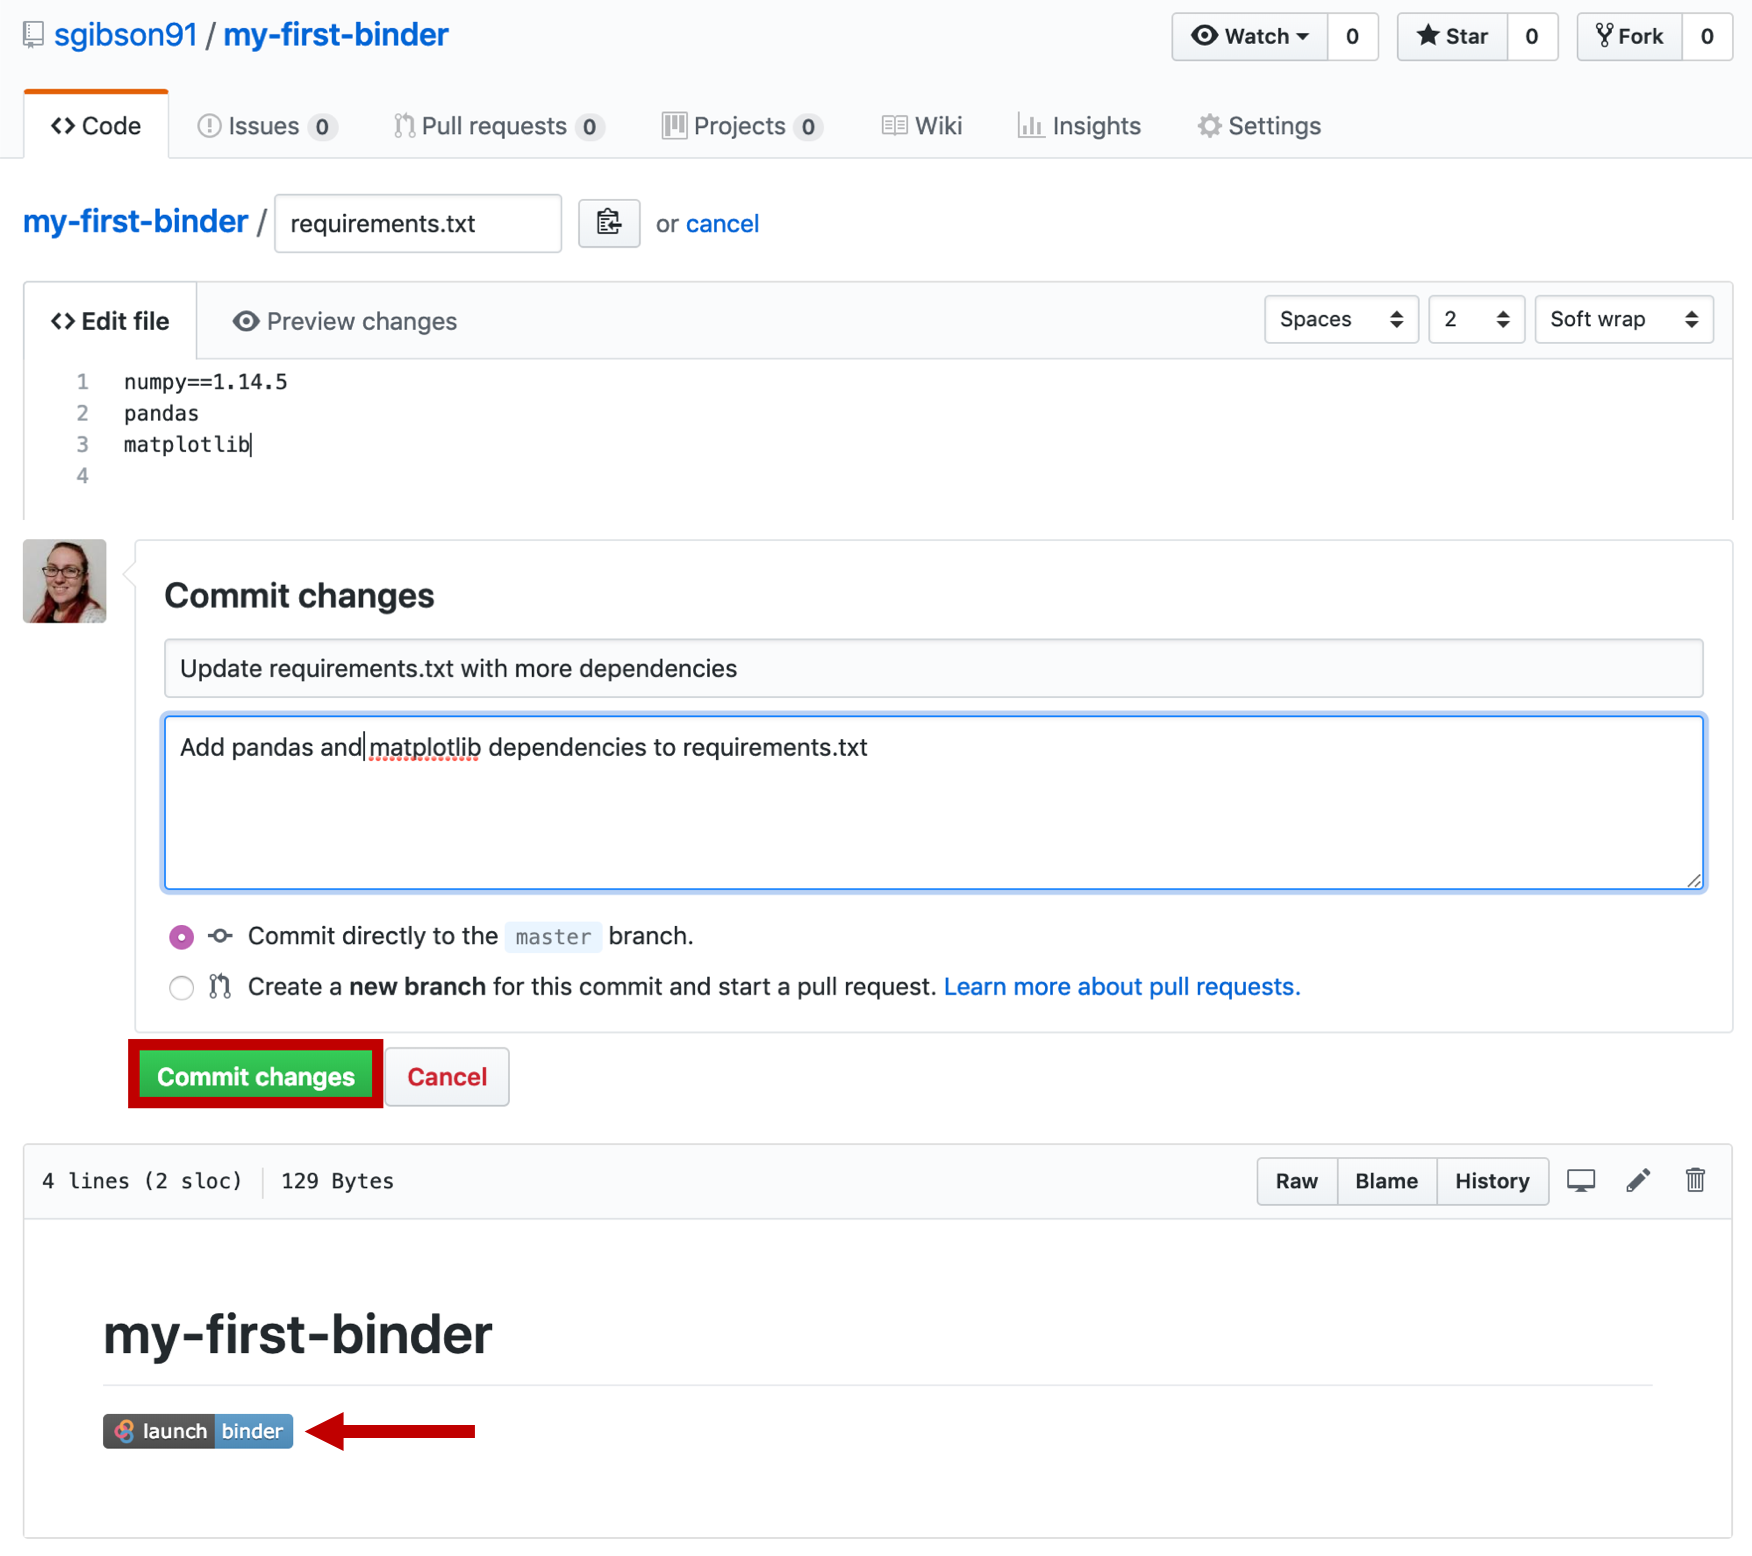 sgibson91 / my-first-binder
Watch 0 Star 0 Fork 0
Code Issues 0 Pull requests 0 Projects 0 Wiki Insights Settings
my-first-binder / requirements.txt or cancel
Edit file Preview changes Spaces 2 Soft wrap
1 numpy==1.14.5
2 pandas
3 matplotlib
4
Commit changes
Update requirements.txt with more dependencies
Add pandas and matplotlib dependencies to requirements.txt
Commit directly to the master branch.
Create a new branch for this commit and start a pull request. Learn more about pull requests.
Commit changes Cancel
4 lines (2 sloc) 129 Bytes Raw Blame History
my-first-binder
launch binder